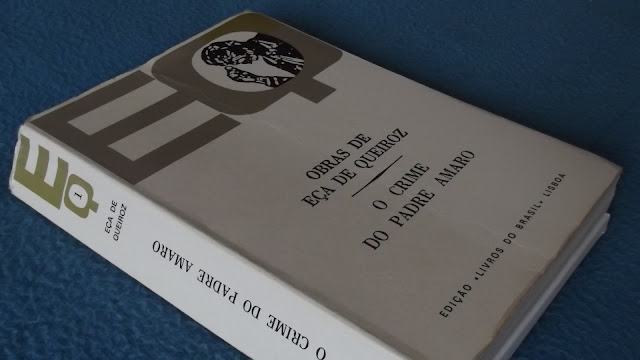 EQ
OBRAS DE
EÇA DE QUEIROZ
O CRIME
DO PADRE AMARO
EDIÇÃO «LIVROS DO BRASIL» LISBOA
EQ
1
EÇA DE
QUEIROZ
O CRIME DO PADRE AMARO